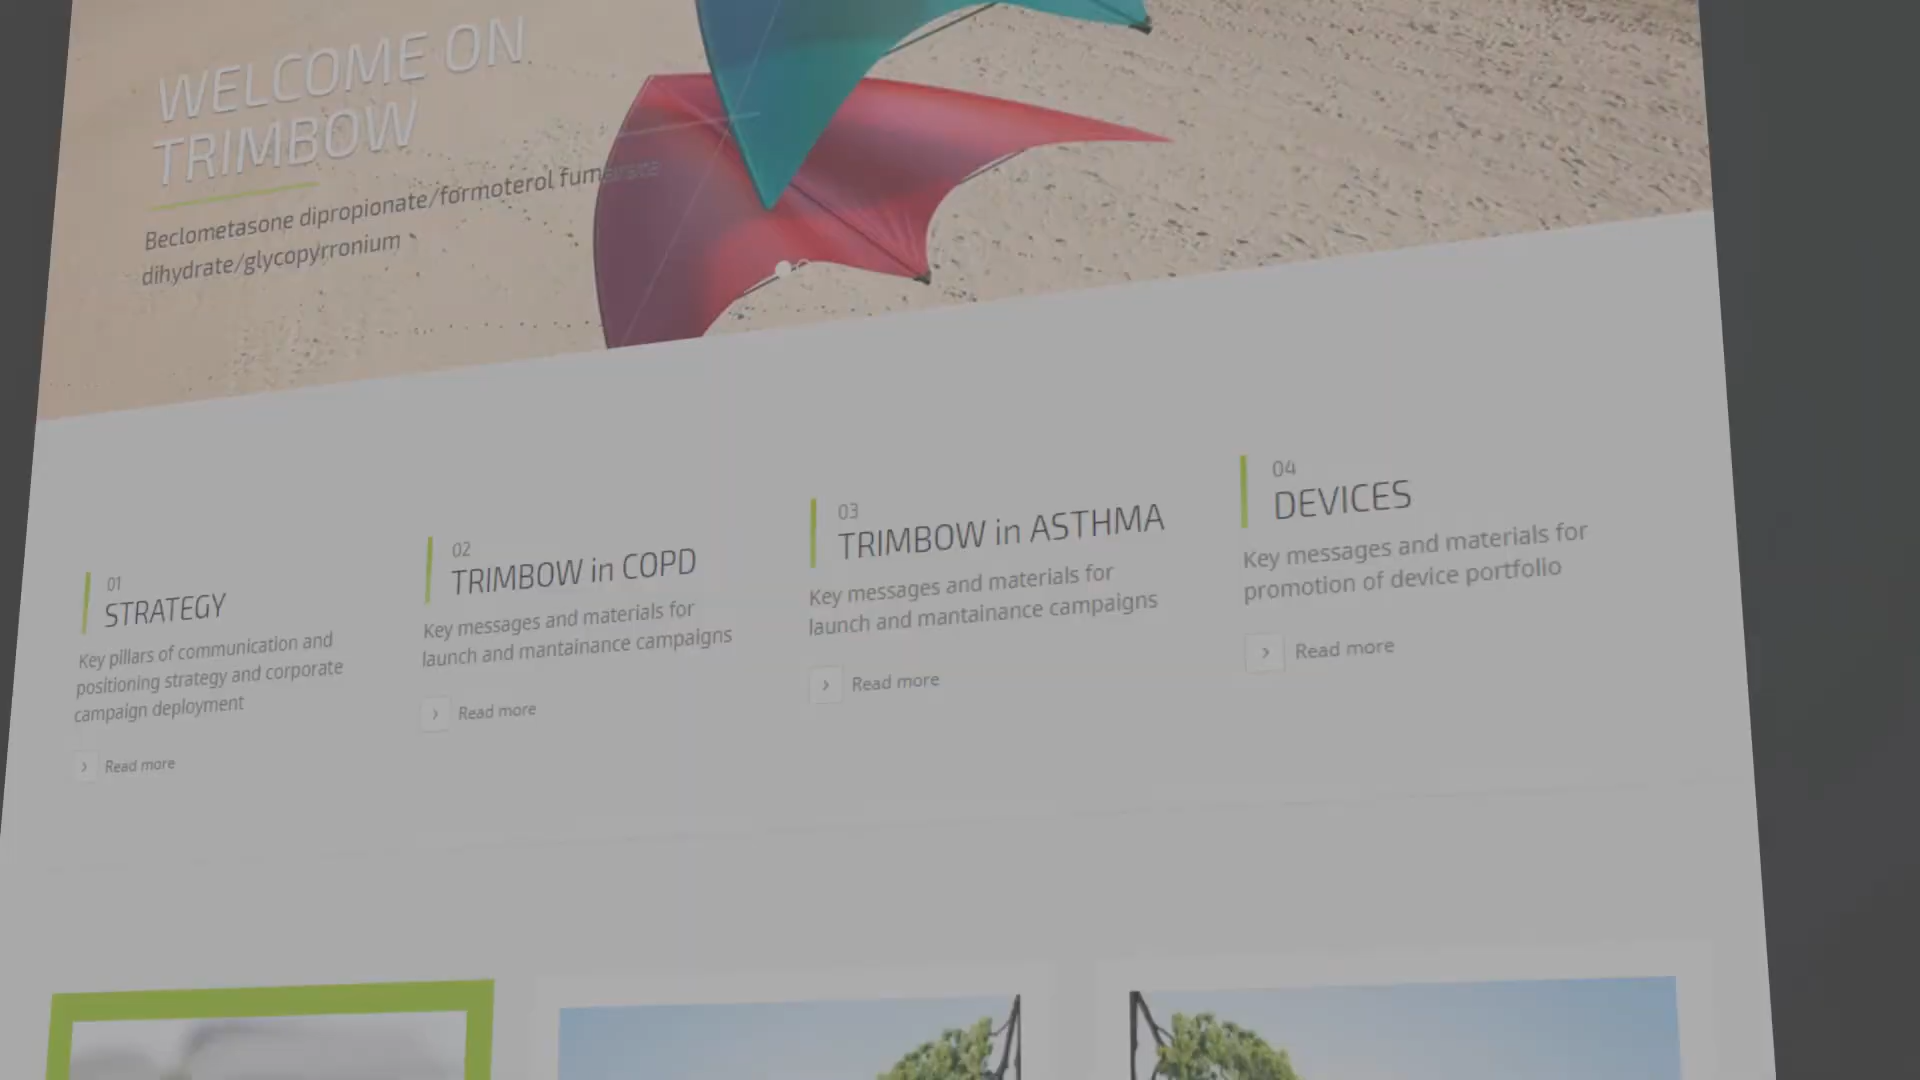 WELCOME ON
TRIMBOW
Beclometasone dipropionate/formoterol fumarate
dihydrate/glycopyrronium
01
STRATEGY
Key pillars of communication and
positioning strategy and corporate
campaign deployment
Read more
02
TRIMBOW in COPD
Key messages and materials for
launch and mantainance campaigns
Read more
03
TRIMBOW in ASTHMA
Key messages and materials for
launch and mantainance campaigns
Read more
04
DEVICES
Key messages and materials for
promotion of device portfolio
Read more